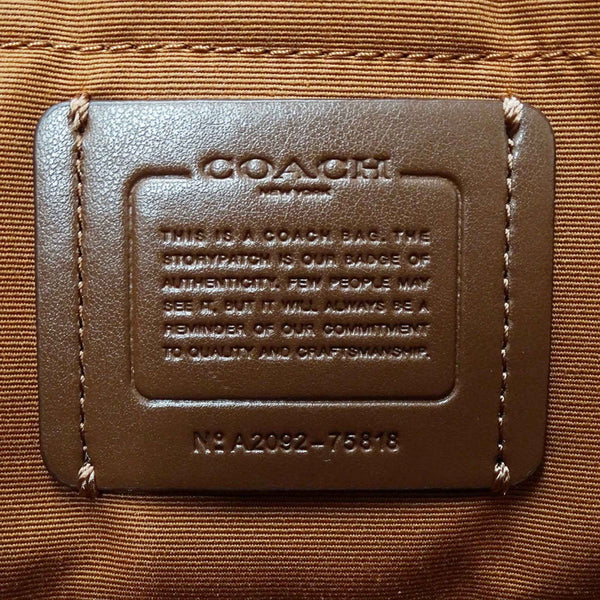 COACH
NEW YORK
THIS IS A COACH BAG. THE
STORYPATCH IS OUR BADGE OF
AUTHENTICITY. FEW PEOPLE MAY
SEE IT, BUT IT WILL ALWAYS BE A
REMINDER OF OUR COMMITMENT
TO QUALITY AND CRAFTSMANSHIP.
Nº A2092-75818